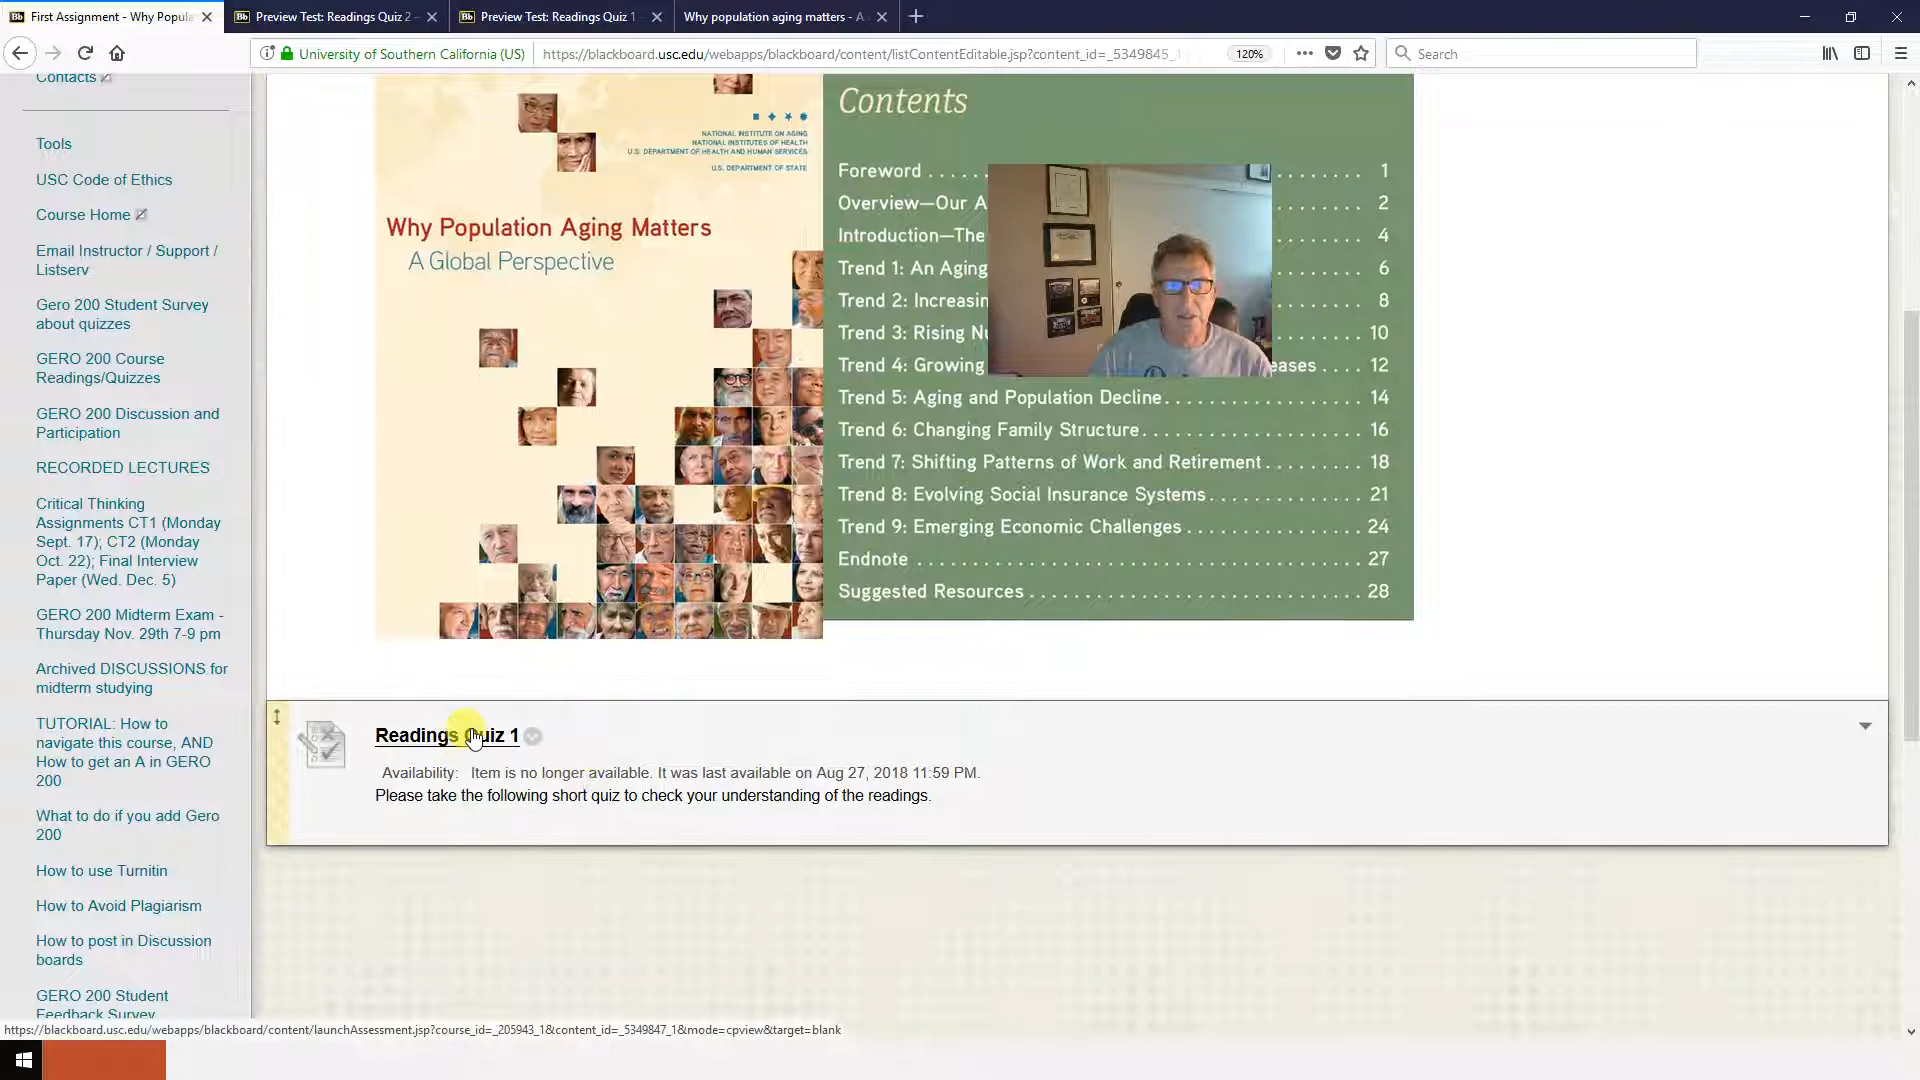 First Assignment - Why Popula
Preview Test: Readings Quiz 2 -
Preview Test: Readings Quiz 1
Why population aging matters - A
University of Southern California (US)
https://blackboard.usc.edu/webapps/blackboard/content/listContentEditable.jsp?content_id=_5349845_1
120%
Search
Contacts
Tools
USC Code of Ethics
Course Home
Email Instructor / Support /
Listserv
Gero 200 Student Survey
about quizzes
GERO 200 Course
Readings/Quizzes
GERO 200 Discussion and
Participation
RECORDED LECTURES
Critical Thinking
Assignments CT1 (Monday
Sept. 17); CT2 (Monday
Oct. 22); Final Interview
Paper (Wed. Dec. 5)
GERO 200 Midterm Exam -
Thursday Nov. 29th 7-9 pm
Archived DISCUSSIONS for
midterm studying
TUTORIAL: How to
navigate this course, AND
How to get an A in GERO
200
What to do if you add Gero
200
How to use Turnitin
How to Avoid Plagiarism
How to post in Discussion
boards
GERO 200 Student
Feedback Survey
NATIONAL INSTITUTE ON AGING
NATIONAL INSTITUTES OF HEALTH
U.S. DEPARTMENT OF HEALTH AND HUMAN SERVICES
U.S. DEPARTMENT OF STATE
Why Population Aging Matters
A Global Perspective
Contents
Foreword . . . . . . . . . . . . . 1
Overview—Our A . . . . . . . . 2
Introduction—The . . . . . . . . 4
Trend 1: An Aging . . . . . . . . 6
Trend 2: Increasin . . . . . . . . 8
Trend 3: Rising Nu . . . . . . . . 10
Trend 4: Growing eases . . . . 12
Trend 5: Aging and Population Decline. . . . . . . . . . . . . . . . . 14
Trend 6: Changing Family Structure. . . . . . . . . . . . . . . . . . . 16
Trend 7: Shifting Patterns of Work and Retirement. . . . . . . . 18
Trend 8: Evolving Social Insurance Systems. . . . . . . . . . . . . 21
Trend 9: Emerging Economic Challenges. . . . . . . . . . . . . . . 24
Endnote . . . . . . . . . . . . . . . . . . . . . . . . . . . . . . . . . . . 27
Suggested Resources . . . . . . . . . . . . . . . . . . . . . . . . . . . 28
Readings Quiz 1
Availability: Item is no longer available. It was last available on Aug 27, 2018 11:59 PM.
Please take the following short quiz to check your understanding of the readings.
https://blackboard.usc.edu/webapps/blackboard/content/launchAssessment.jsp?course_id=_205943_1&content_id=_5349847_1&mode=cpview&target=blank